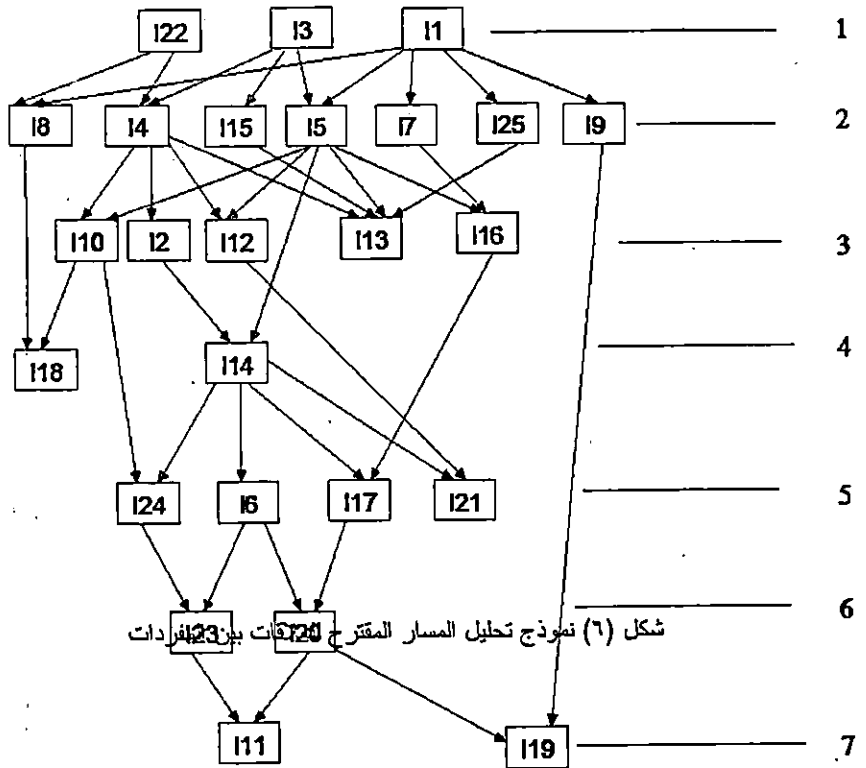 I22 I3 I1 1
I8 I4 I15 I5 I7 I25 I9 2
I10 I2 I12 I13 I16 3
I18 I14 4
I24 I6 I17 I21 5
I23 I20 6
شكل (٦) نموذج تحليل المسار المقترح للعلاقات بين المفردات
I11 I19 7